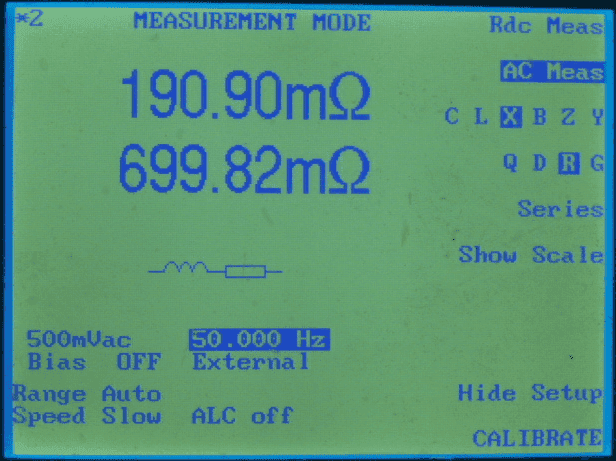 *2 MEASUREMENT MODE Rdc Meas
190.90mΩ
AC Meas
C L X B Z Y
699.82mΩ
Q D R G
Series
Show Scale
500mVac 50.000 Hz
Bias OFF External
Range Auto Hide Setup
Speed Slow ALC off
CALIBRATE